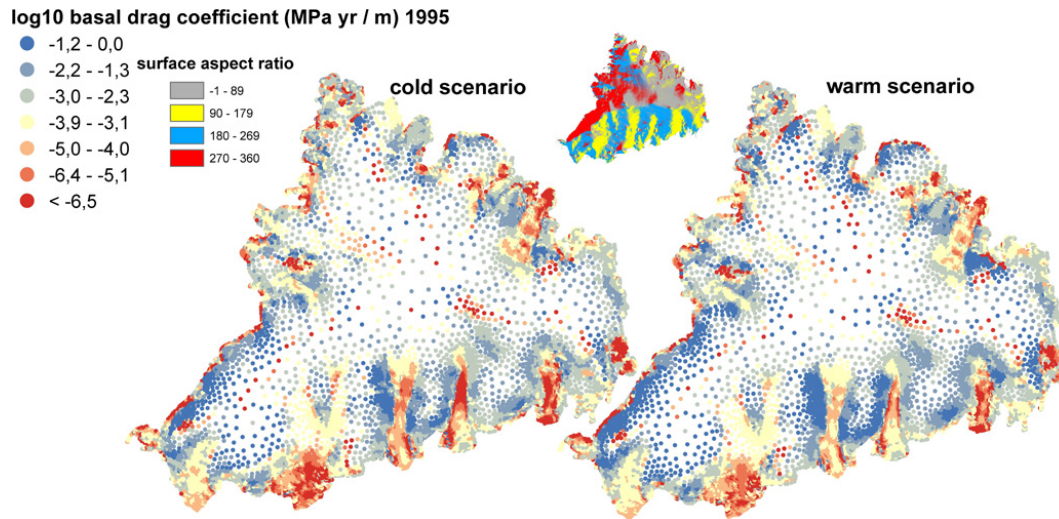 log10 basal drag coefficient (MPa yr / m) 1995
-1,2 - 0,0
-2,2 - -1,3
-3,0 - -2,3
-3,9 - -3,1
-5,0 - -4,0
-6,4 - -5,1
< -6,5
surface aspect ratio
-1 - 89
90 - 179
180 - 269
270 - 360
cold scenario
warm scenario